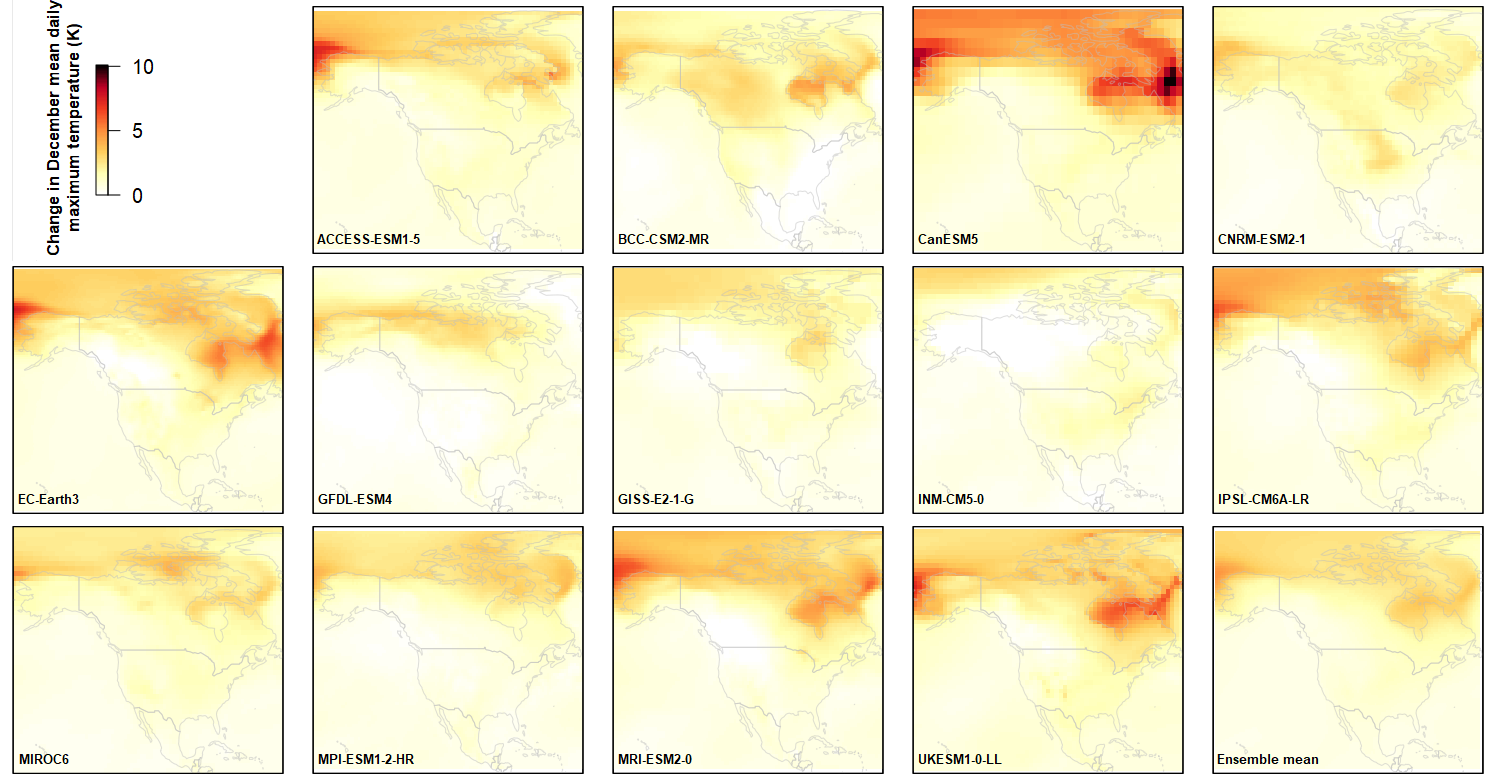 Change in December mean daily
maximum temperature (K)
10
5
0
ACCESS-ESM1-5
BCC-CSM2-MR
CanESM5
CNRM-ESM2-1
EC-Earth3
GFDL-ESM4
GISS-E2-1-G
INM-CM5-0
IPSL-CM6A-LR
MIROC6
MPI-ESM1-2-HR
MRI-ESM2-0
UKESM1-0-LL
Ensemble mean